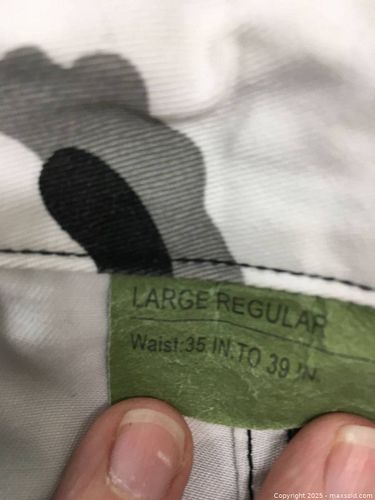 LARGE REGULAR
Waist:35 IN.TO 39 IN.
Copyright © 2025 - maxsold.com